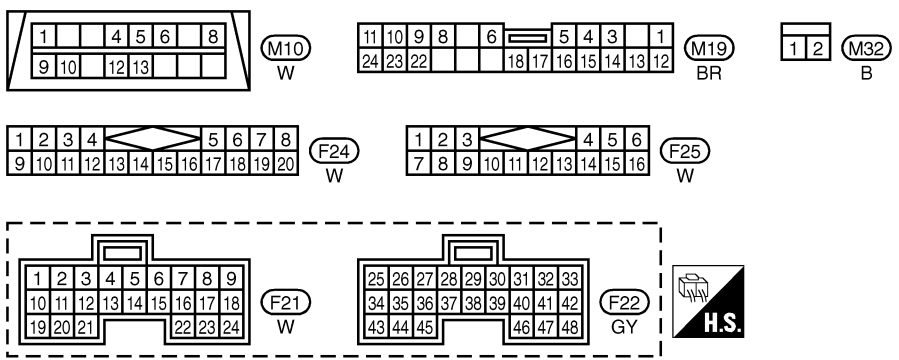 1 4 5 6 8
9 10 12 13
M10
W
11 10 9 8 6 5 4 3 1
24 23 22 18 17 16 15 14 13 12
M19
BR
1 2
M32
B
1 2 3 4 5 6 7 8
9 10 11 12 13 14 15 16 17 18 19 20
F24
W
1 2 3 4 5 6
7 8 9 10 11 12 13 14 15 16
F25
W
1 2 3 4 5 6 7 8 9
10 11 12 13 14 15 16 17 18
19 20 21 22 23 24
F21
W
25 26 27 28 29 30 31 32 33
34 35 36 37 38 39 40 41 42
43 44 45 46 47 48
F22
GY
H.S.